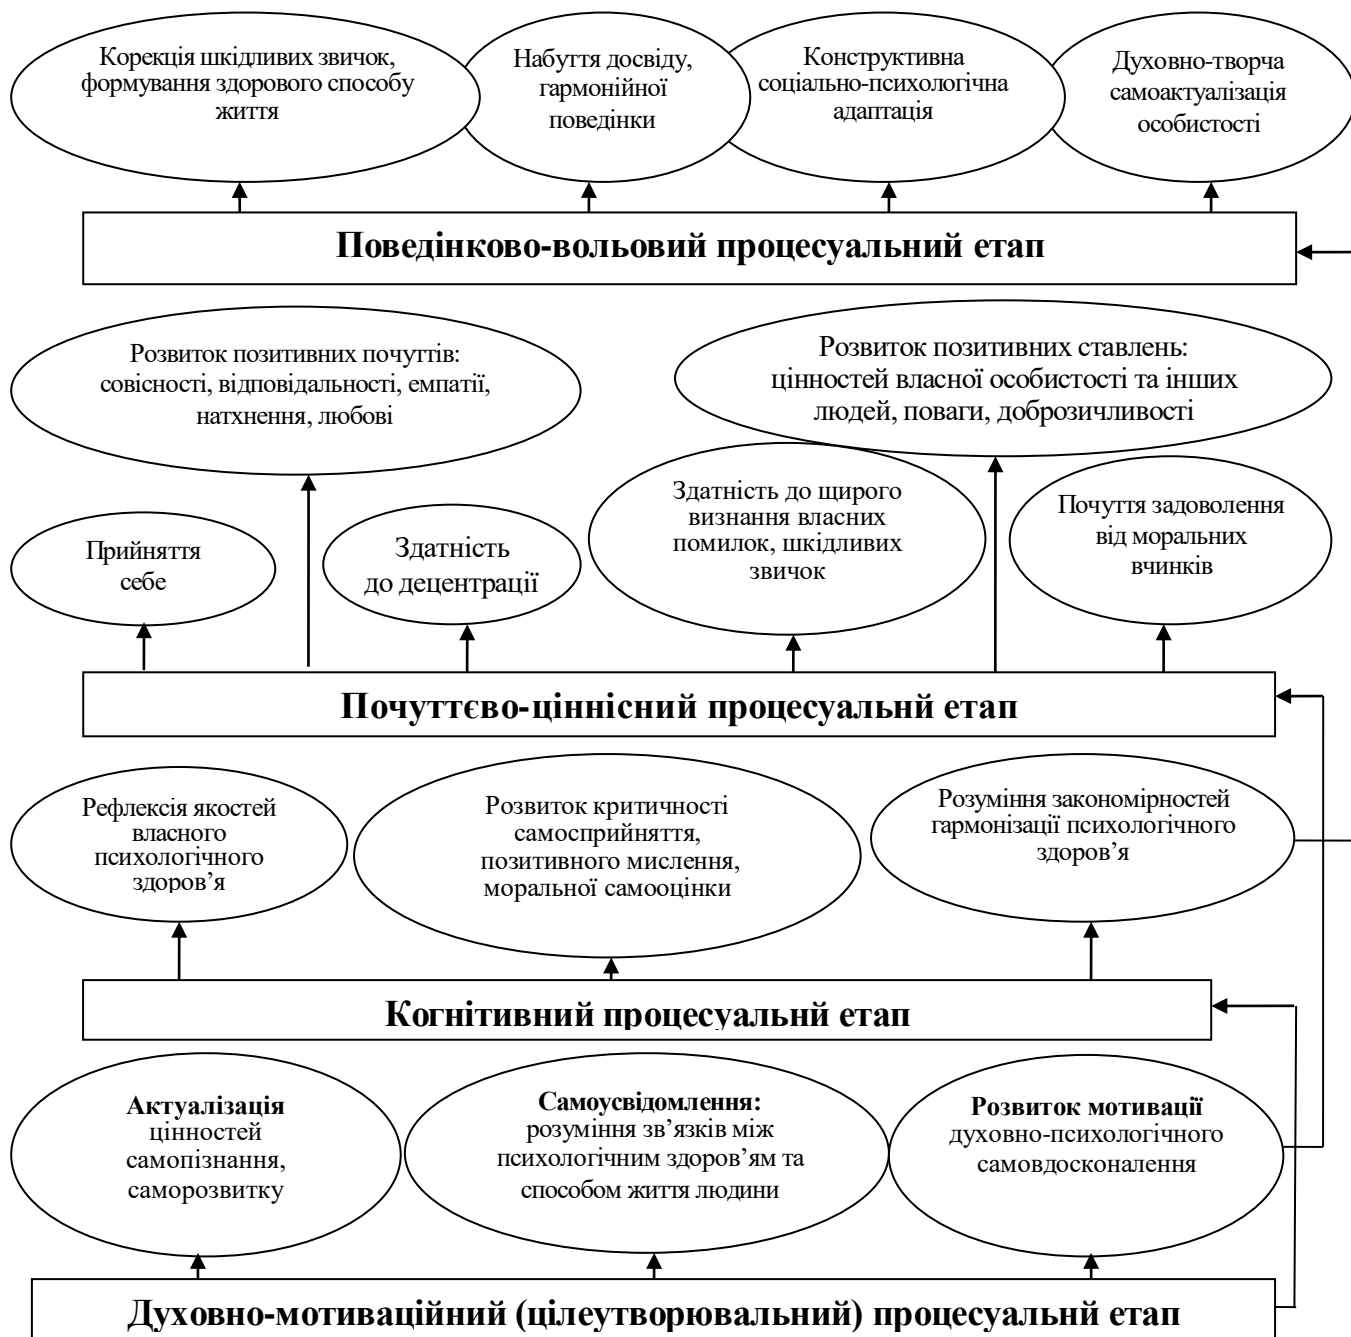 Корекція шкідливих звичок,
формування здорового способу
життя
Набуття досвіду,
гармонійної
поведінки
Конструктивна
соціально-психологічна
адаптація
Духовно-творча
самоактуалізація
особистості
Поведінково-вольовий процесуальний етап
Розвиток позитивних почуттів:
совісності, відповідальності, емпатії,
натхнення, любові
Розвиток позитивних ставлень:
цінностей власної особистості та інших
людей, поваги, доброзичливості
Прийняття
себе
Здатність
до децентрації
Здатність до щирого
визнання власних
помилок, шкідливих
звичок
Почуття задоволення
від моральних
вчинків
Почуттєво-ціннісний процесуальнй етап
Рефлексія якостей
власного
психологічного
здоров’я
Розвиток критичності
самосприйняття,
позитивного мислення,
моральної самооцінки
Розуміння закономірностей
гармонізації психологічного
здоров’я
Когнітивний процесуальнй етап
Актуалізація
цінностей
самопізнання,
саморозвитку
Самоусвідомлення:
розуміння зв’язків між
психологічним здоров’ям та
способом життя людини
Розвиток мотивації
духовно-психологічного
самовдосконалення
Духовно-мотиваційний (цілеутворювальний) процесуальнй етап